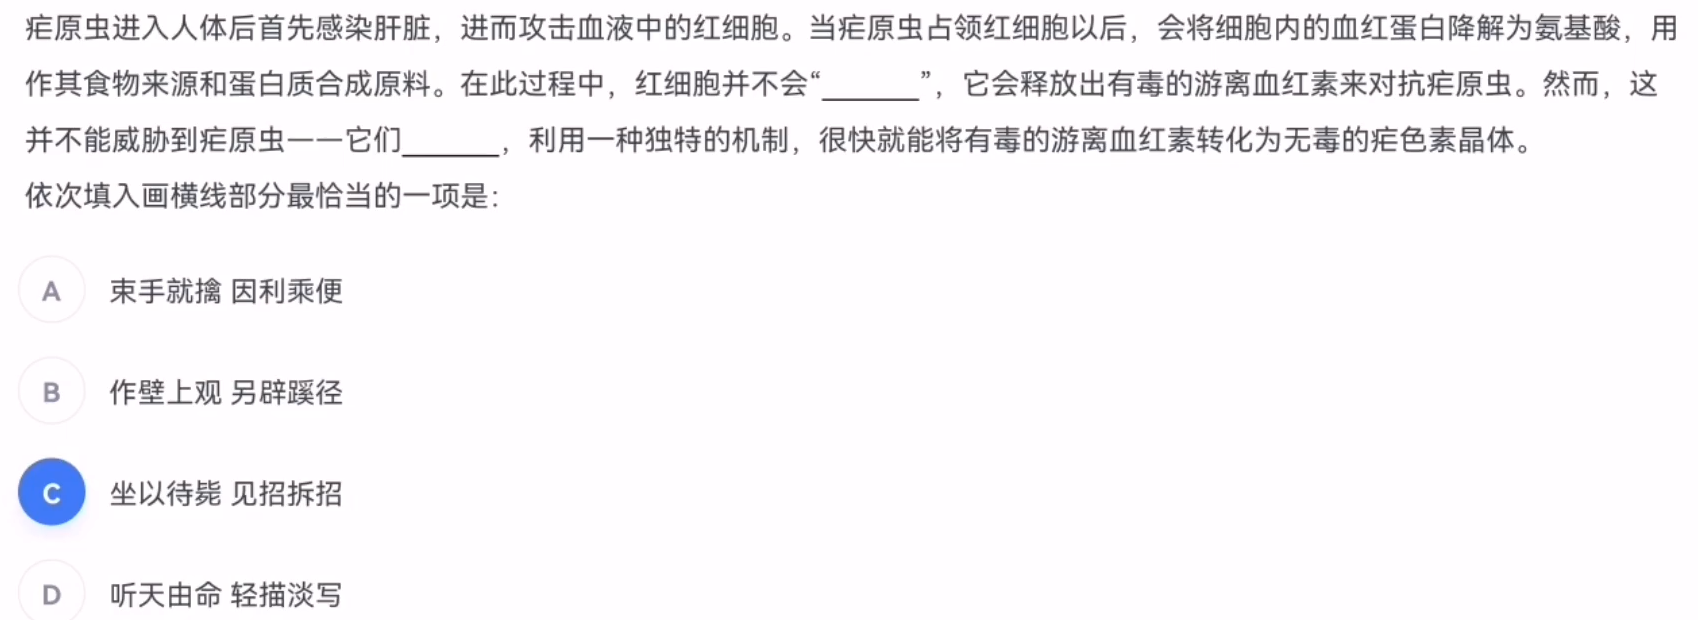 疟原虫进入人体后首先感染肝脏，进而攻击血液中的红细胞。当疟原虫占领红细胞以后，会将细胞内的血红蛋白降解为氨基酸，用
作其食物来源和蛋白质合成原料。在此过程中，红细胞并不会“______”，它会释放出有毒的游离血红素来对抗疟原虫。然而，这
并不能威胁到疟原虫——它们______，利用一种独特的机制，很快就能将有毒的游离血红素转化为无毒的疟色素晶体。
依次填入画横线部分最恰当的一项是：
A 束手就擒 因利乘便
B 作壁上观 另辟蹊径
C 坐以待毙 见招拆招
D 听天由命 轻描淡写